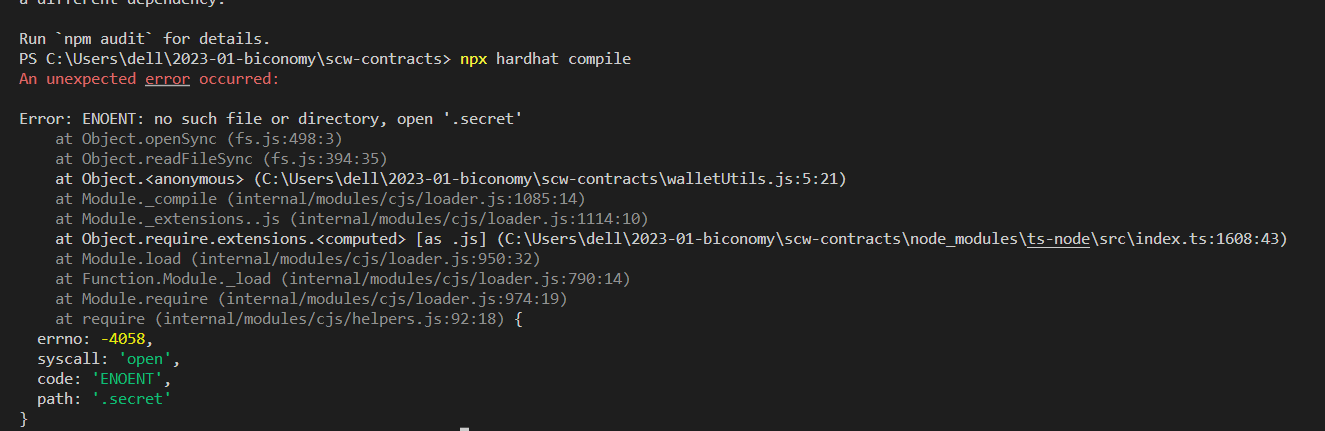 a different dependency.
Run `npm audit` for details.
PS C:\Users\dell\2023-01-biconomy\scw-contracts> npx hardhat compile
An unexpected error occurred:
Error: ENOENT: no such file or directory, open '.secret'
    at Object.openSync (fs.js:498:3)
    at Object.readFileSync (fs.js:394:35)
    at Object.<anonymous> (C:\Users\dell\2023-01-biconomy\scw-contracts\walletUtils.js:5:21)
    at Module._compile (internal/modules/cjs/loader.js:1085:14)
    at Module._extensions..js (internal/modules/cjs/loader.js:1114:10)
    at Object.require.extensions.<computed> [as .js] (C:\Users\dell\2023-01-biconomy\scw-contracts\node_modules\ts-node\src\index.ts:1608:43)
    at Module.load (internal/modules/cjs/loader.js:950:32)
    at Function.Module._load (internal/modules/cjs/loader.js:790:14)
    at Module.require (internal/modules/cjs/loader.js:974:19)
    at require (internal/modules/cjs/helpers.js:92:18) {
  errno: -4058,
  syscall: 'open',
  code: 'ENOENT',
  path: '.secret'
}